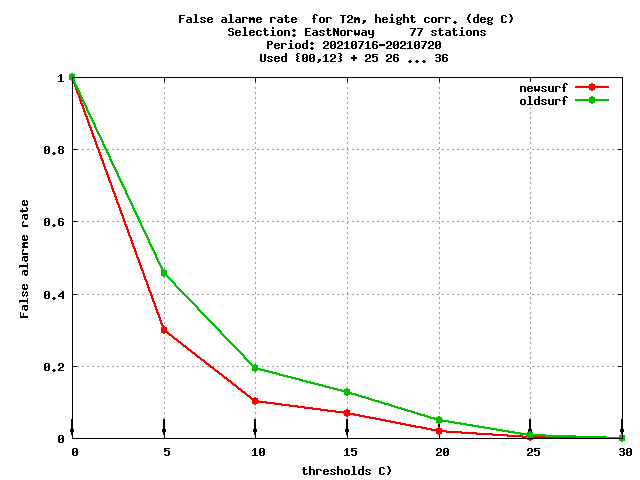 False alarme rate  for T2m, height corr. (deg C)
Selection: EastNorway     77 stations
Period: 20210716-20210720
Used {00,12} + 25 26 ... 36
newsurf
oldsurf
1
0.8
0.6
0.4
0.2
0
False alarme rate
0 5 10 15 20 25 30
thresholds C)